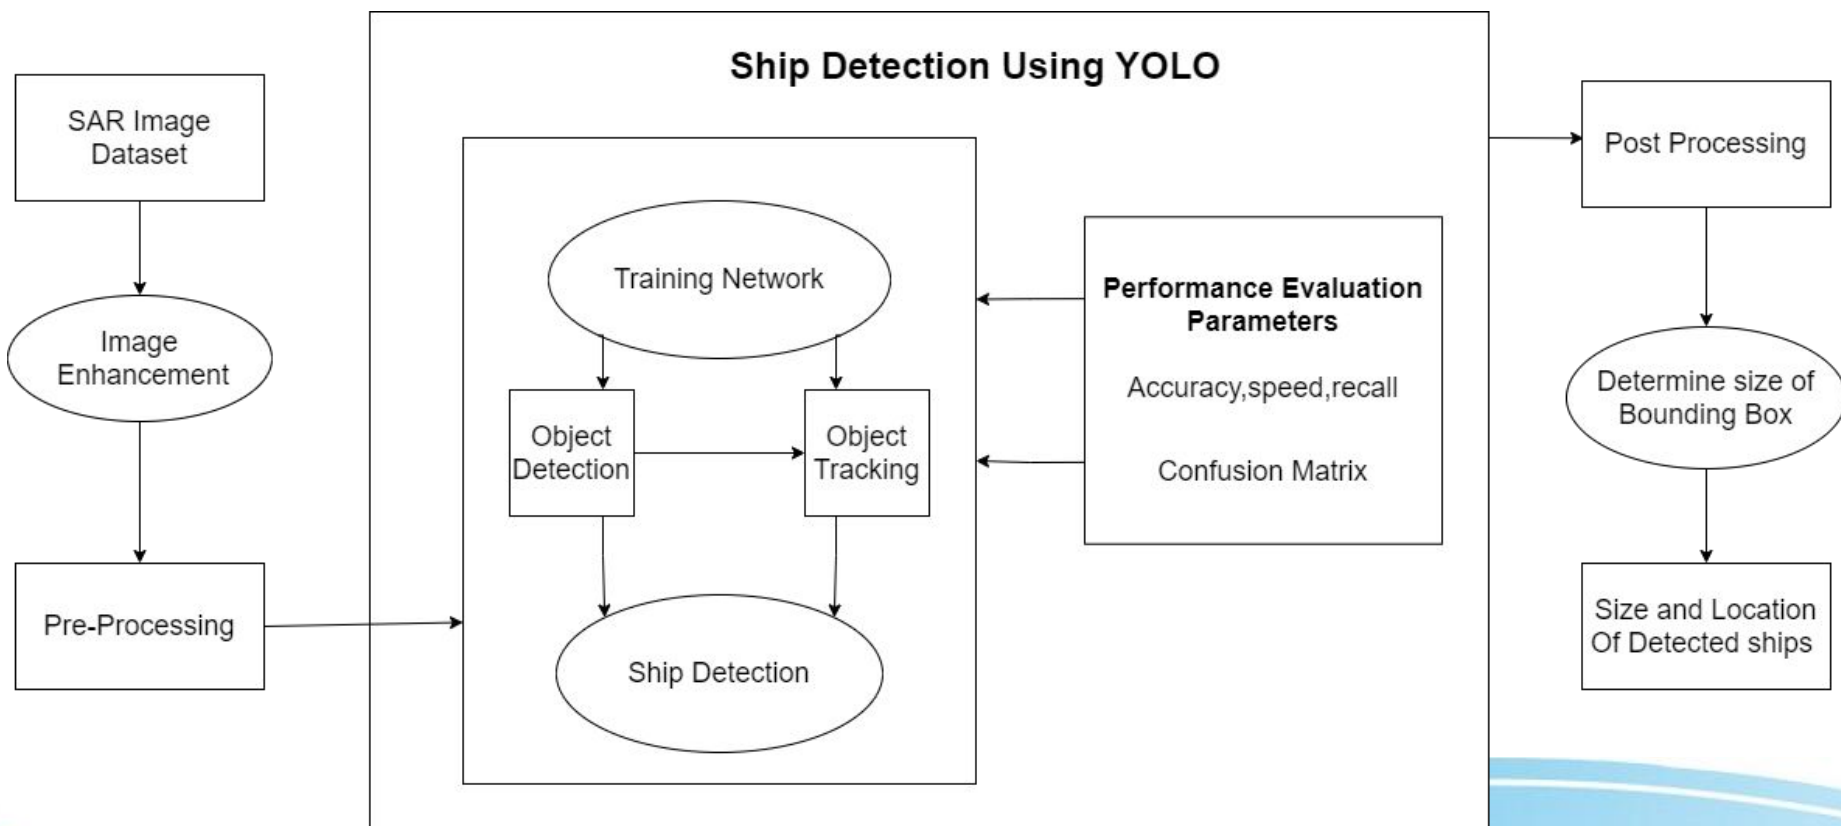 Ship Detection Using YOLO
SAR Image
Dataset
Image
Enhancement
Pre-Processing
Training Network
Object
Detection
Object
Tracking
Ship Detection
Performance Evaluation
Parameters
Accuracy,speed,recall
Confusion Matrix
Post Processing
Determine size of
Bounding Box
Size and Location
Of Detected ships